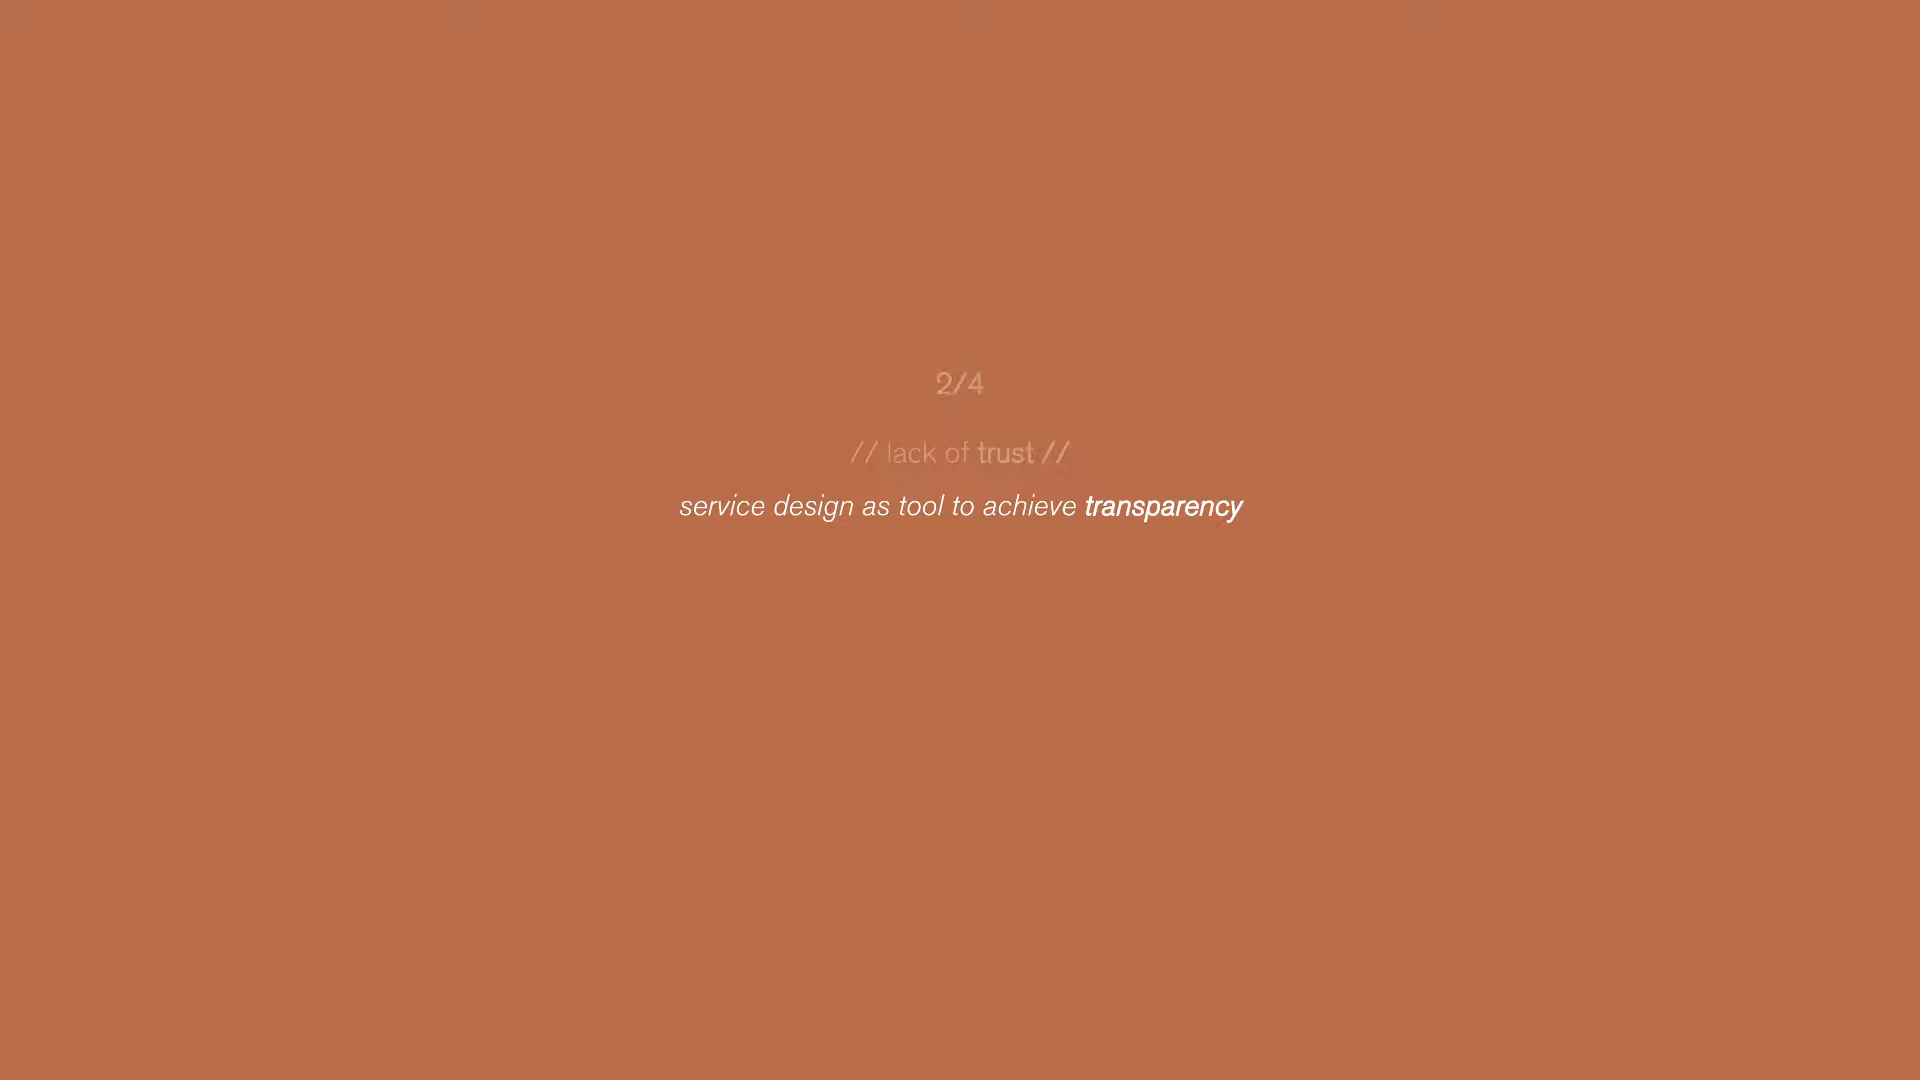 2/4
// lack of trust //
service design as tool to achieve transparency